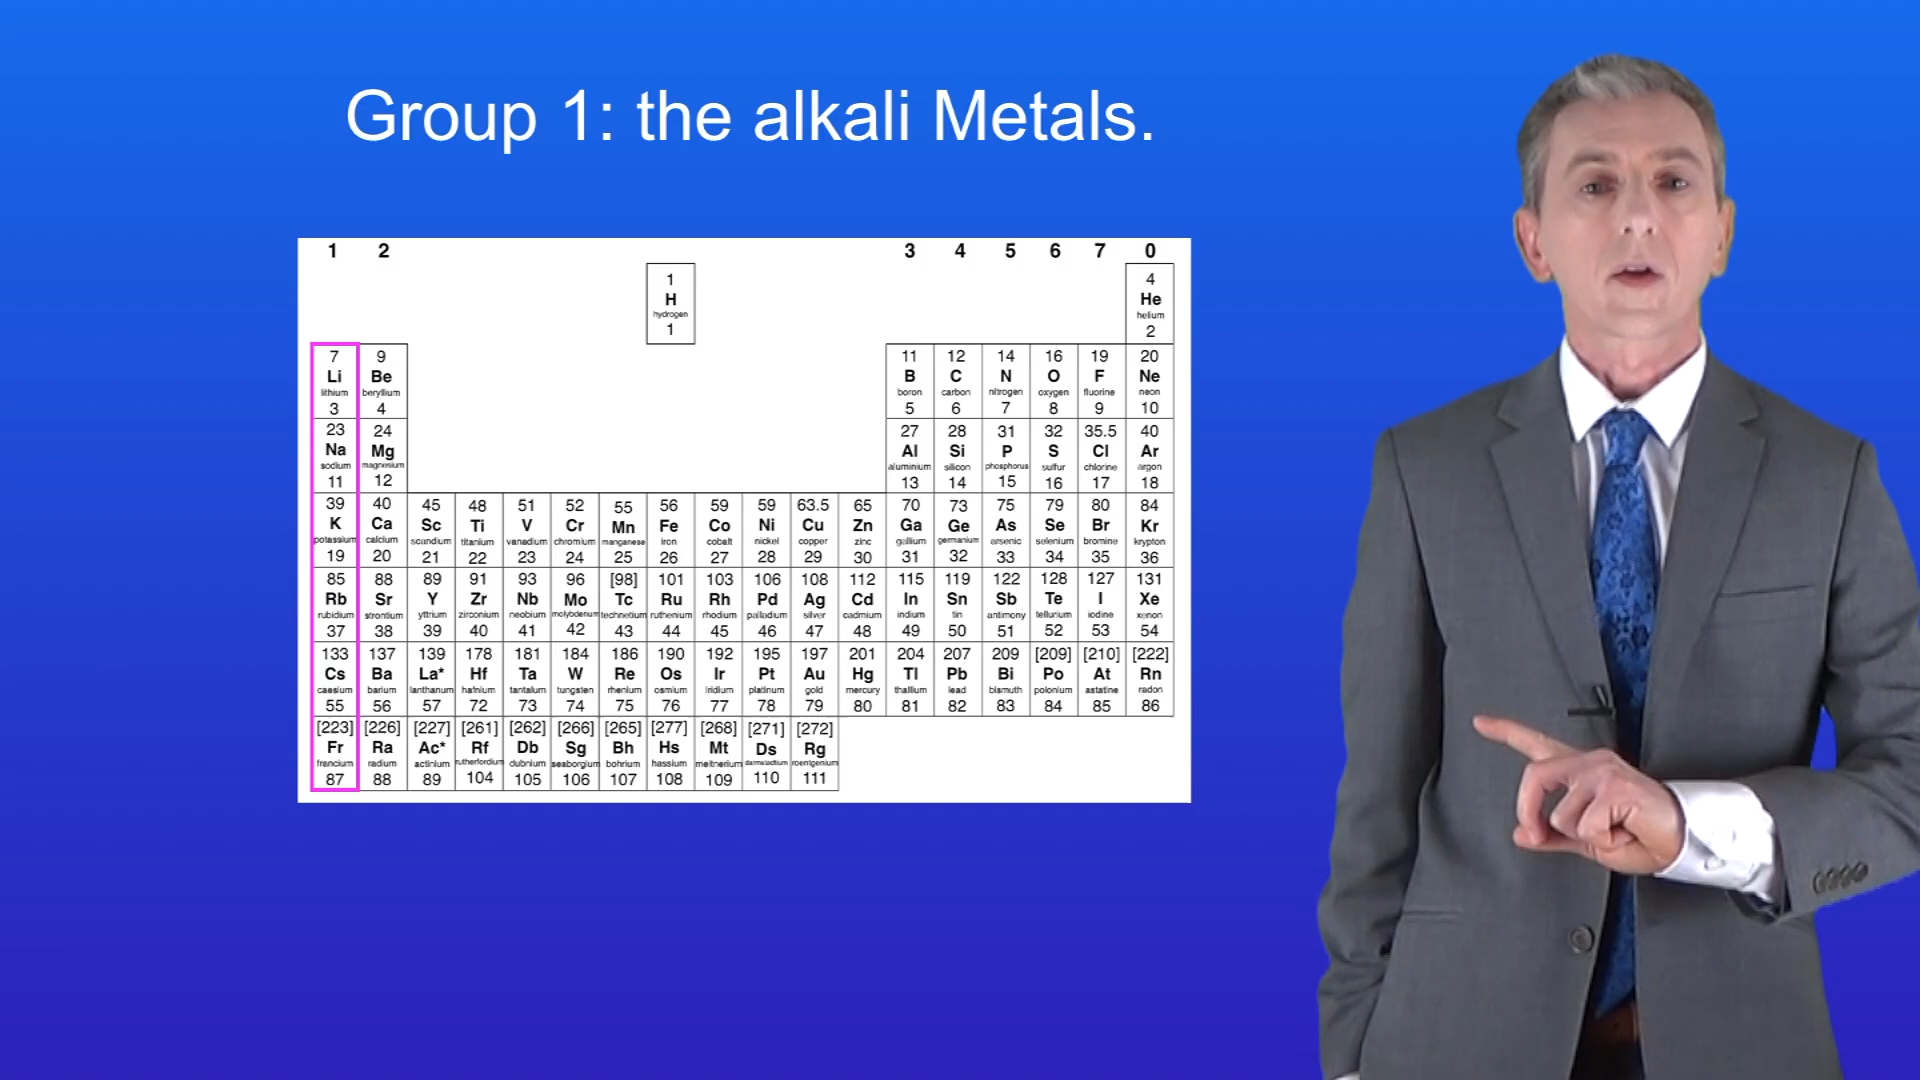 Group 1: the alkali Metals.
1 2 3 4 5 6 7 0
1 4
H He
hydrogen helium
1 2
7 9 11 12 14 16 19 20
Li Be B C N O F Ne
lithium beryllium boron carbon nitrogen oxygen fluorine neon
3 4 5 6 7 8 9 10
23 24 27 28 31 32 35.5 40
Na Mg Al Si P S Cl Ar
sodium magnesium aluminium silicon phosphorus sulfur chlorine argon
11 12 13 14 15 16 17 18
39 40 45 48 51 52 55 56 59 59 63.5 65 70 73 75 79 80 84
K Ca Sc Ti V Cr Mn Fe Co Ni Cu Zn Ga Ge As Se Br Kr
potassium calcium scandium titanium vanadium chromium manganese iron cobalt nickel copper zinc gallium germanium arsenic selenium bromine krypton
19 20 21 22 23 24 25 26 27 28 29 30 31 32 33 34 35 36
85 88 89 91 93 96 [98] 101 103 106 108 112 115 119 122 128 127 131
Rb Sr Y Zr Nb Mo Tc Ru Rh Pd Ag Cd In Sn Sb Te I Xe
rubidium strontium yttrium zirconium niobium molybdenum technetium ruthenium rhodium palladium silver cadmium indium tin antimony tellurium iodine xenon
37 38 39 40 41 42 43 44 45 46 47 48 49 50 51 52 53 54
133 137 139 178 181 184 186 190 192 195 197 201 204 207 209 [209] [210] [222]
Cs Ba La* Hf Ta W Re Os Ir Pt Au Hg Tl Pb Bi Po At Rn
caesium barium lanthanum hafnium tantalum tungsten rhenium osmium iridium platinum gold mercury thallium lead bismuth polonium astatine radon
55 56 57 72 73 74 75 76 77 78 79 80 81 82 83 84 85 86
[223] [226] [227] [261] [262] [266] [265] [277] [268] [271] [272]
Fr Ra Ac* Rf Db Sg Bh Hs Mt Ds Rg
francium radium actinium rutherfordium dubnium seaborgium bohrium hassium meitnerium darmstadtium roentgenium
87 88 89 104 105 106 107 108 109 110 111